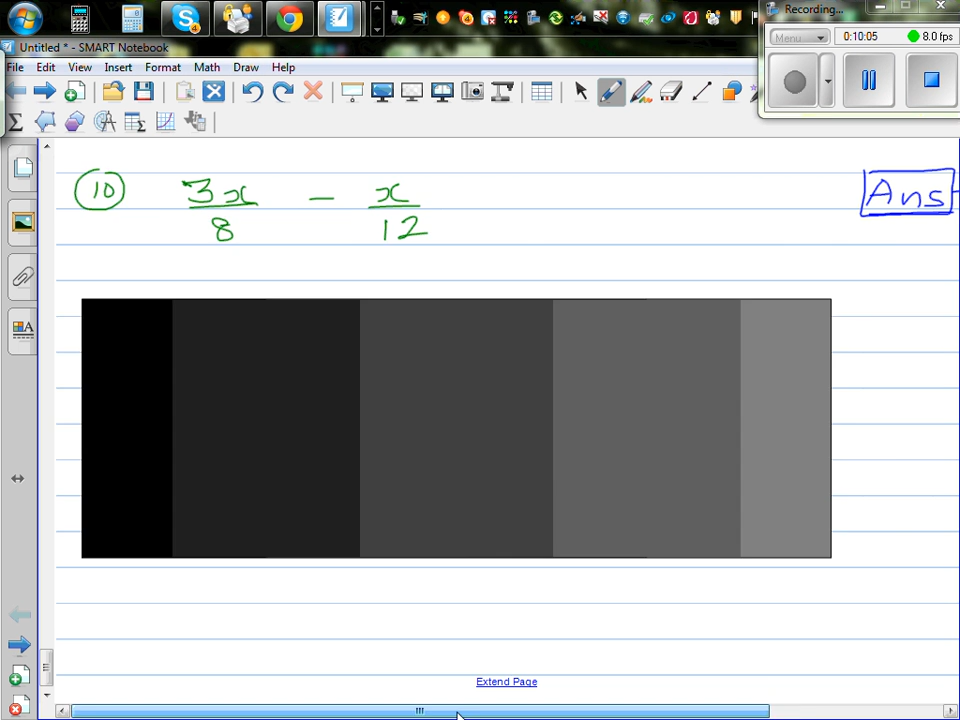 Recording...
Untitled * - SMART Notebook
Menu
0:10:05
8.0 fps
File Edit View Insert Format Math Draw Help
10 3x/8 - x/12
Ans
Extend Page